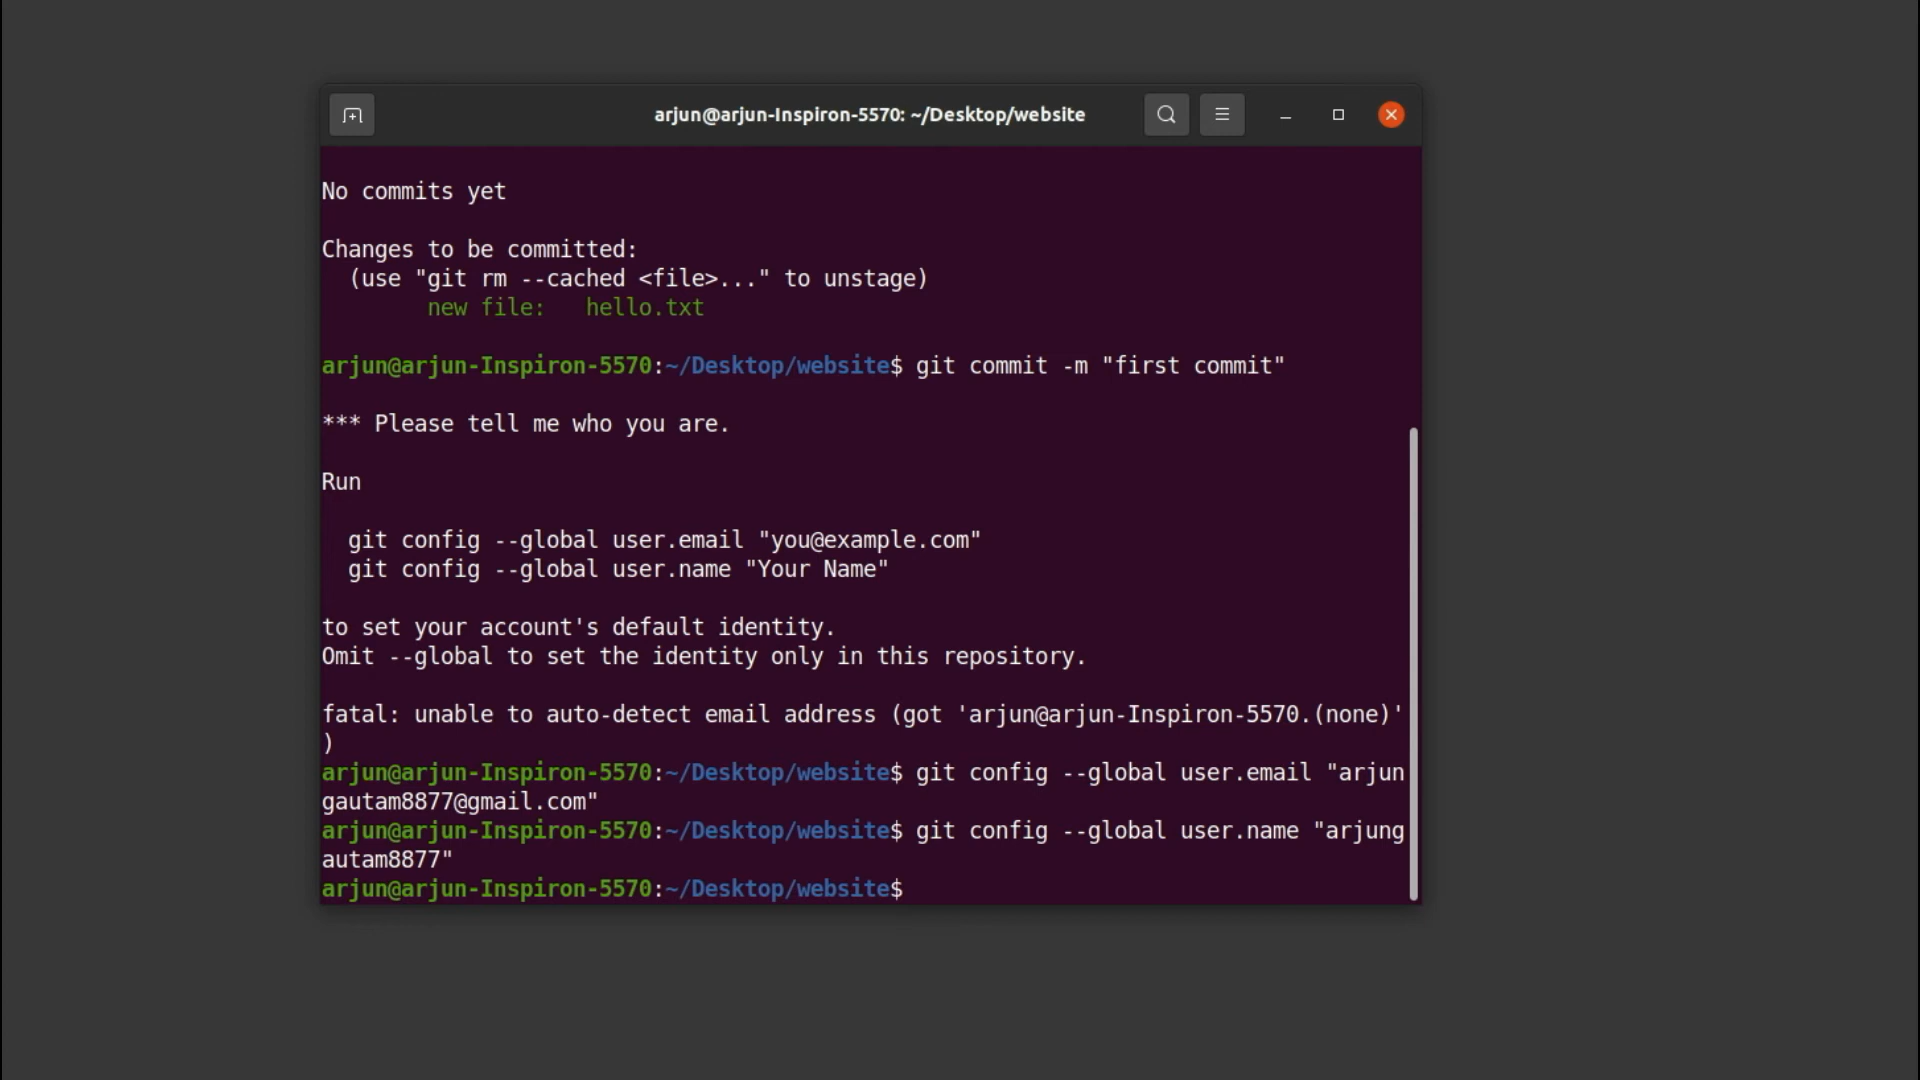 arjun@arjun-Inspiron-5570: ~/Desktop/website
No commits yet
Changes to be committed:
  (use "git rm --cached <file>..." to unstage)
        new file:   hello.txt
arjun@arjun-Inspiron-5570:~/Desktop/website$ git commit -m "first commit"
*** Please tell me who you are.
Run
  git config --global user.email "you@example.com"
  git config --global user.name "Your Name"
to set your account's default identity.
Omit --global to set the identity only in this repository.
fatal: unable to auto-detect email address (got 'arjun@arjun-Inspiron-5570.(none)'
)
arjun@arjun-Inspiron-5570:~/Desktop/website$ git config --global user.email "arjun
gautam8877@gmail.com"
arjun@arjun-Inspiron-5570:~/Desktop/website$ git config --global user.name "arjung
autam8877"
arjun@arjun-Inspiron-5570:~/Desktop/website$